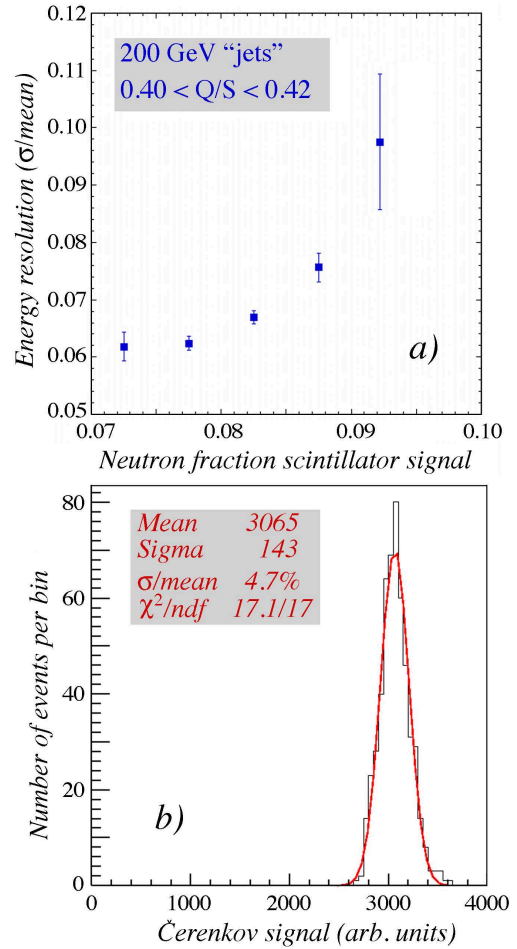 0.12
0.11
0.10
0.09
0.08
0.07
0.06
0.05
Energy resolution (σ/mean)
200 GeV “jets”
0.40 < Q/S < 0.42
a)
0.07
0.08
0.09
0.10
Neutron fraction scintillator signal
80
60
40
20
0
Number of events per bin
Mean 3065
Sigma 143
σ/mean 4.7%
χ²/ndf 17.1/17
b)
0
1000
2000
3000
4000
Čerenkov signal (arb. units)